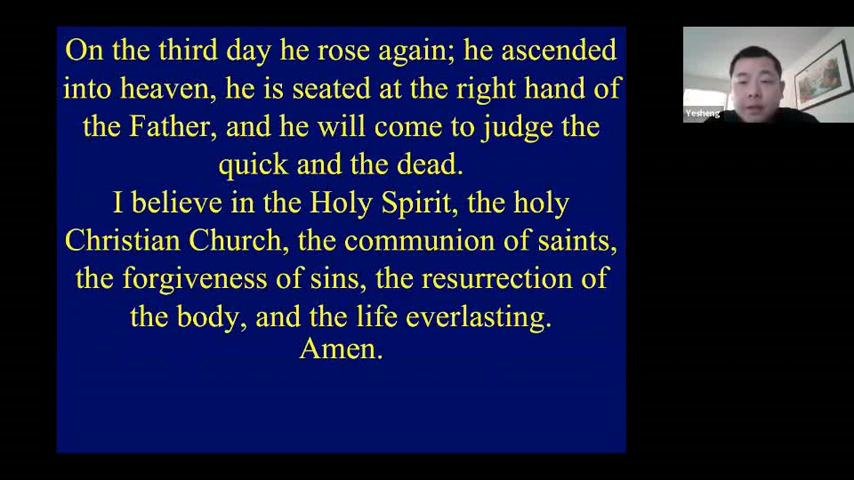 On the third day he rose again; he ascended
into heaven, he is seated at the right hand of
the Father, and he will come to judge the
quick and the dead.
I believe in the Holy Spirit, the holy
Christian Church, the communion of saints,
the forgiveness of sins, the resurrection of
the body, and the life everlasting.
Amen.
Yesheng